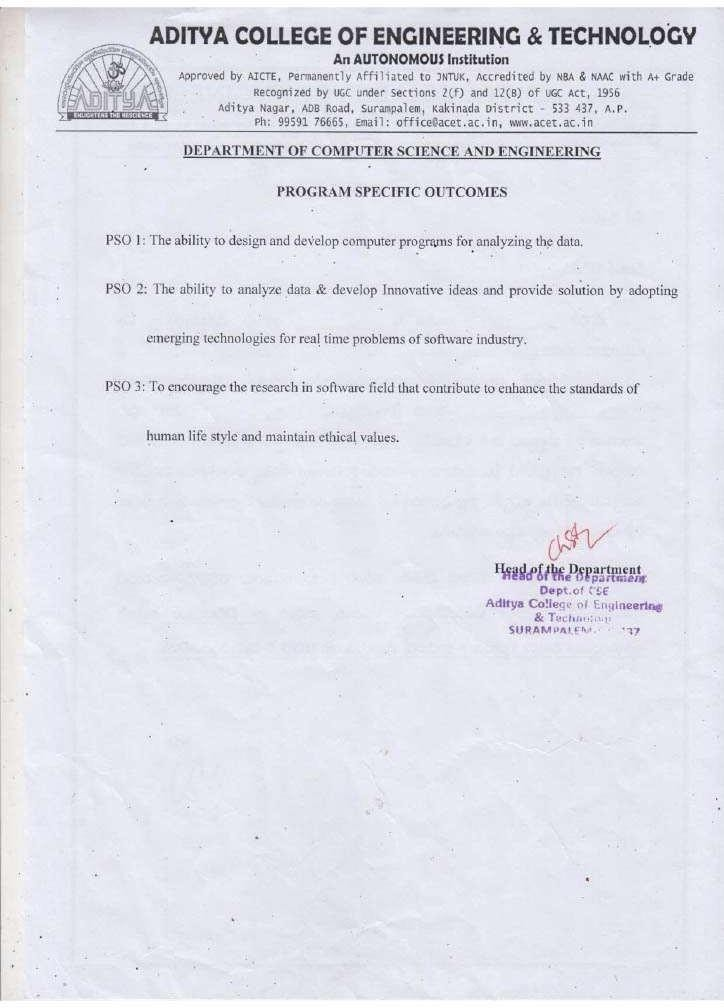 ADITYA COLLEGE OF ENGINEERING & TECHNOLOGY
An AUTONOMOUS Institution
Approved by AICTE, Permanently Affiliated to JNTUK, Accredited by NBA & NAAC with A+ Grade
Recognized by UGC under Sections 2(f) and 12(B) of UGC Act, 1956
Aditya Nagar, ADB Road, Surampalem, Kakinada District - 533 437, A.P.
Ph: 99591 76665, Email: office@acet.ac.in, www.acet.ac.in
ADITYA
ENLIGHTENS THE NESCIENCE
DEPARTMENT OF COMPUTER SCIENCE AND ENGINEERING
PROGRAM SPECIFIC OUTCOMES
PSO 1: The ability to design and develop computer programs for analyzing the data.
PSO 2: The ability to analyze data & develop Innovative ideas and provide solution by adopting
emerging technologies for real time problems of software industry.
PSO 3: To encourage the research in software field that contribute to enhance the standards of
human life style and maintain ethical values.
Head of the Department
Head of the Department
Dept.of CSE
Aditya College of Engineering
& Technology
SURAMPALEM